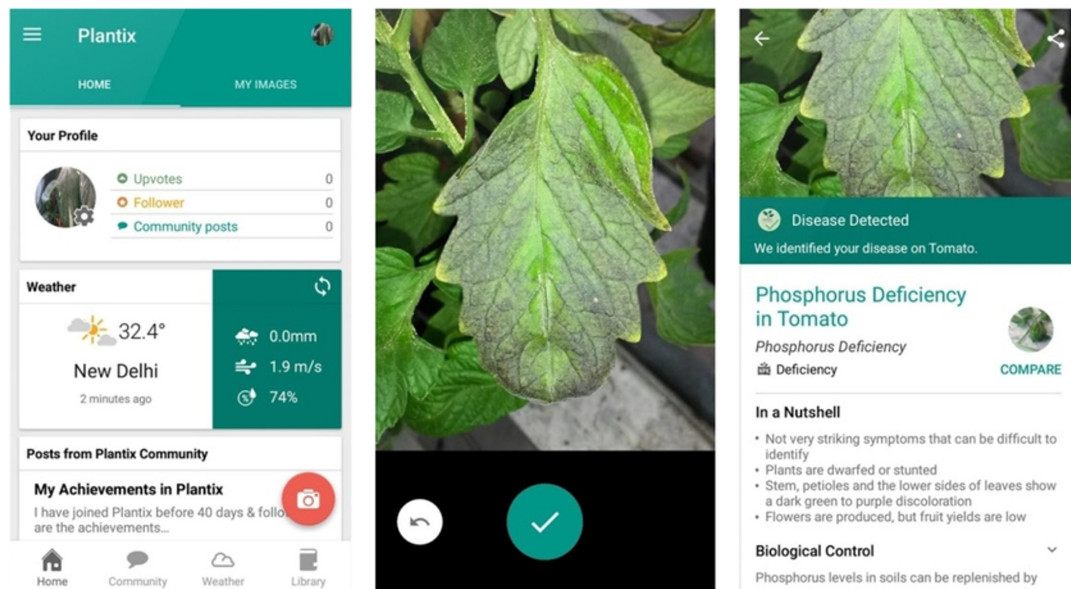 Plantix
HOME
MY IMAGES
Your Profile
Upvotes 0
Follower 0
Community posts 0
Weather
32.4°
New Delhi
2 minutes ago
0.0mm
1.9 m/s
74%
Posts from Plantix Community
My Achievements in Plantix
I have joined Plantix before 40 days & follo
are the achievements...
Home
Community
Weather
Library
Disease Detected
We identified your disease on Tomato.
Phosphorus Deficiency
in Tomato
Phosphorus Deficiency
Deficiency
COMPARE
In a Nutshell
• Not very striking symptoms that can be difficult to
identify
• Plants are dwarfed or stunted
• Stem, petioles and the lower sides of leaves show
a dark green to purple discoloration
• Flowers are produced, but fruit yields are low
Biological Control
Phosphorus levels in soils can be replenished by